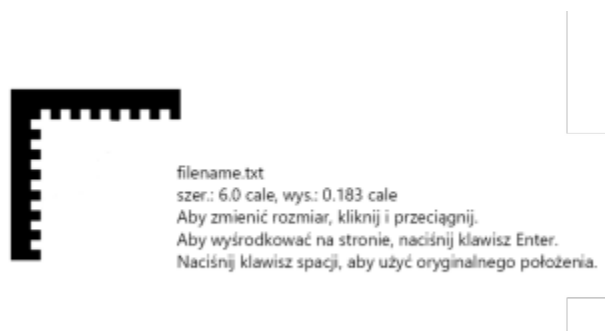 filename.txt
szer.: 6.0 cale, wys.: 0.183 cale
Aby zmienić rozmiar, kliknij i przeciągnij.
Aby wyśrodkować na stronie, naciśnij klawisz Enter.
Naciśnij klawisz spacji, aby użyć oryginalnego położenia.